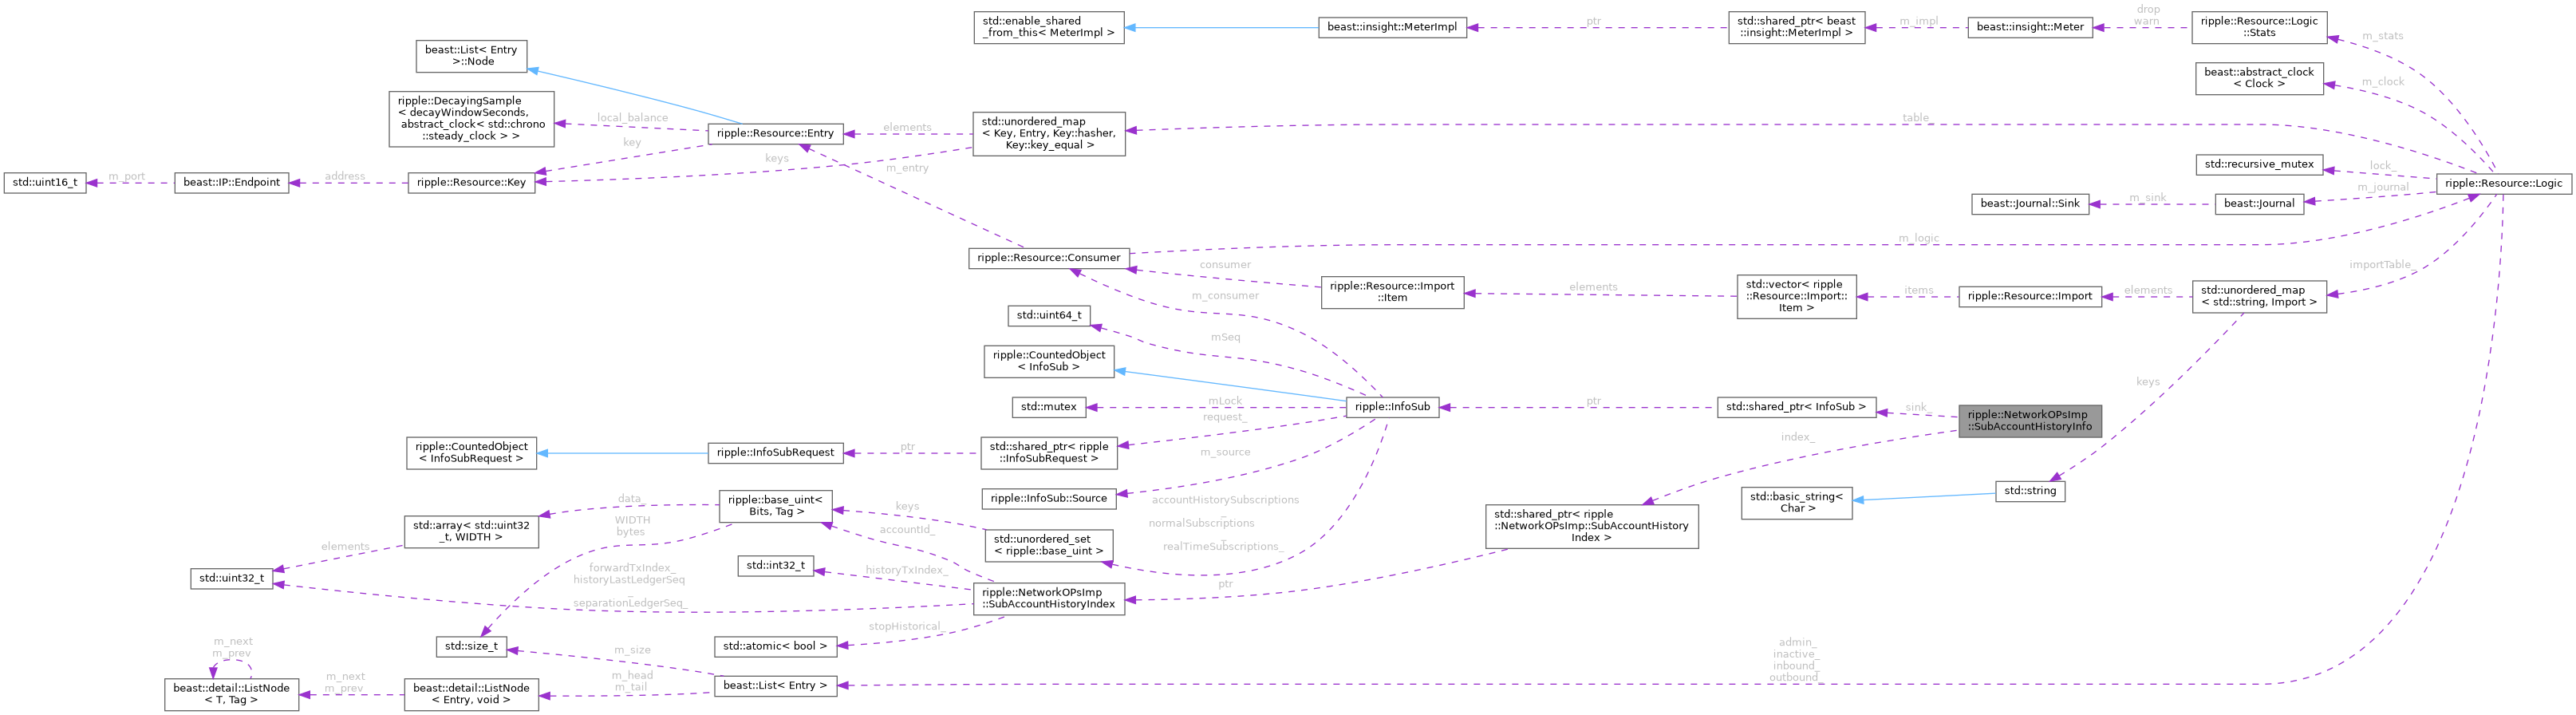 std::enable_shared
_from_this< MeterImpl >
beast::insight::MeterImpl
ptr
std::shared_ptr< beast
::insight::MeterImpl >
m_impl
beast::insight::Meter
drop
warn
ripple::Resource::Logic
::Stats
m_stats
beast::List< Entry
>::Node
beast::abstract_clock
< Clock >
m_clock
ripple::DecayingSample
< decayWindowSeconds,
abstract_clock< std::chrono
::steady_clock > >
local_balance
ripple::Resource::Entry
elements
std::unordered_map
< Key, Entry, Key::hasher,
Key::key_equal >
table_
key
keys
m_entry
std::recursive_mutex
lock_
std::uint16_t
m_port
beast::IP::Endpoint
address
ripple::Resource::Key
ripple::Resource::Logic
m_journal
beast::Journal::Sink
m_sink
beast::Journal
ripple::Resource::Consumer
m_logic
consumer
importTable_
ripple::Resource::Import
::Item
elements
std::vector< ripple
::Resource::Import::
Item >
items
ripple::Resource::Import
elements
std::unordered_map
< std::string, Import >
m_consumer
std::uint64_t
mSeq
ripple::CountedObject
< InfoSub >
keys
std::mutex
mLock
ripple::InfoSub
ptr
std::shared_ptr< InfoSub >
sink_
ripple::NetworkOPsImp
::SubAccountHistoryInfo
request_
index_
ripple::CountedObject
< InfoSubRequest >
ripple::InfoSubRequest
ptr
std::shared_ptr< ripple
::InfoSubRequest >
m_source
ripple::InfoSub::Source
std::basic_string<
Char >
std::string
data_
ripple::base_uint<
Bits, Tag >
keys
accountHistorySubscriptions
_
normalSubscriptions
_
realTimeSubscriptions_
std::shared_ptr< ripple
::NetworkOPsImp::SubAccountHistory
Index >
std::array< std::uint32
_t, WIDTH >
WIDTH
bytes
accountId_
std::unordered_set
< ripple::base_uint >
elements
std::uint32_t
forwardTxIndex_
historyLastLedgerSeq
_
separationLedgerSeq_
std::int32_t
historyTxIndex_
ripple::NetworkOPsImp
::SubAccountHistoryIndex
ptr
stopHistorical_
std::size_t
std::atomic< bool >
m_next
m_prev
m_size
admin_
inactive_
inbound_
outbound_
beast::detail::ListNode
< T, Tag >
m_next
m_prev
beast::detail::ListNode
< Entry, void >
m_head
m_tail
beast::List< Entry >